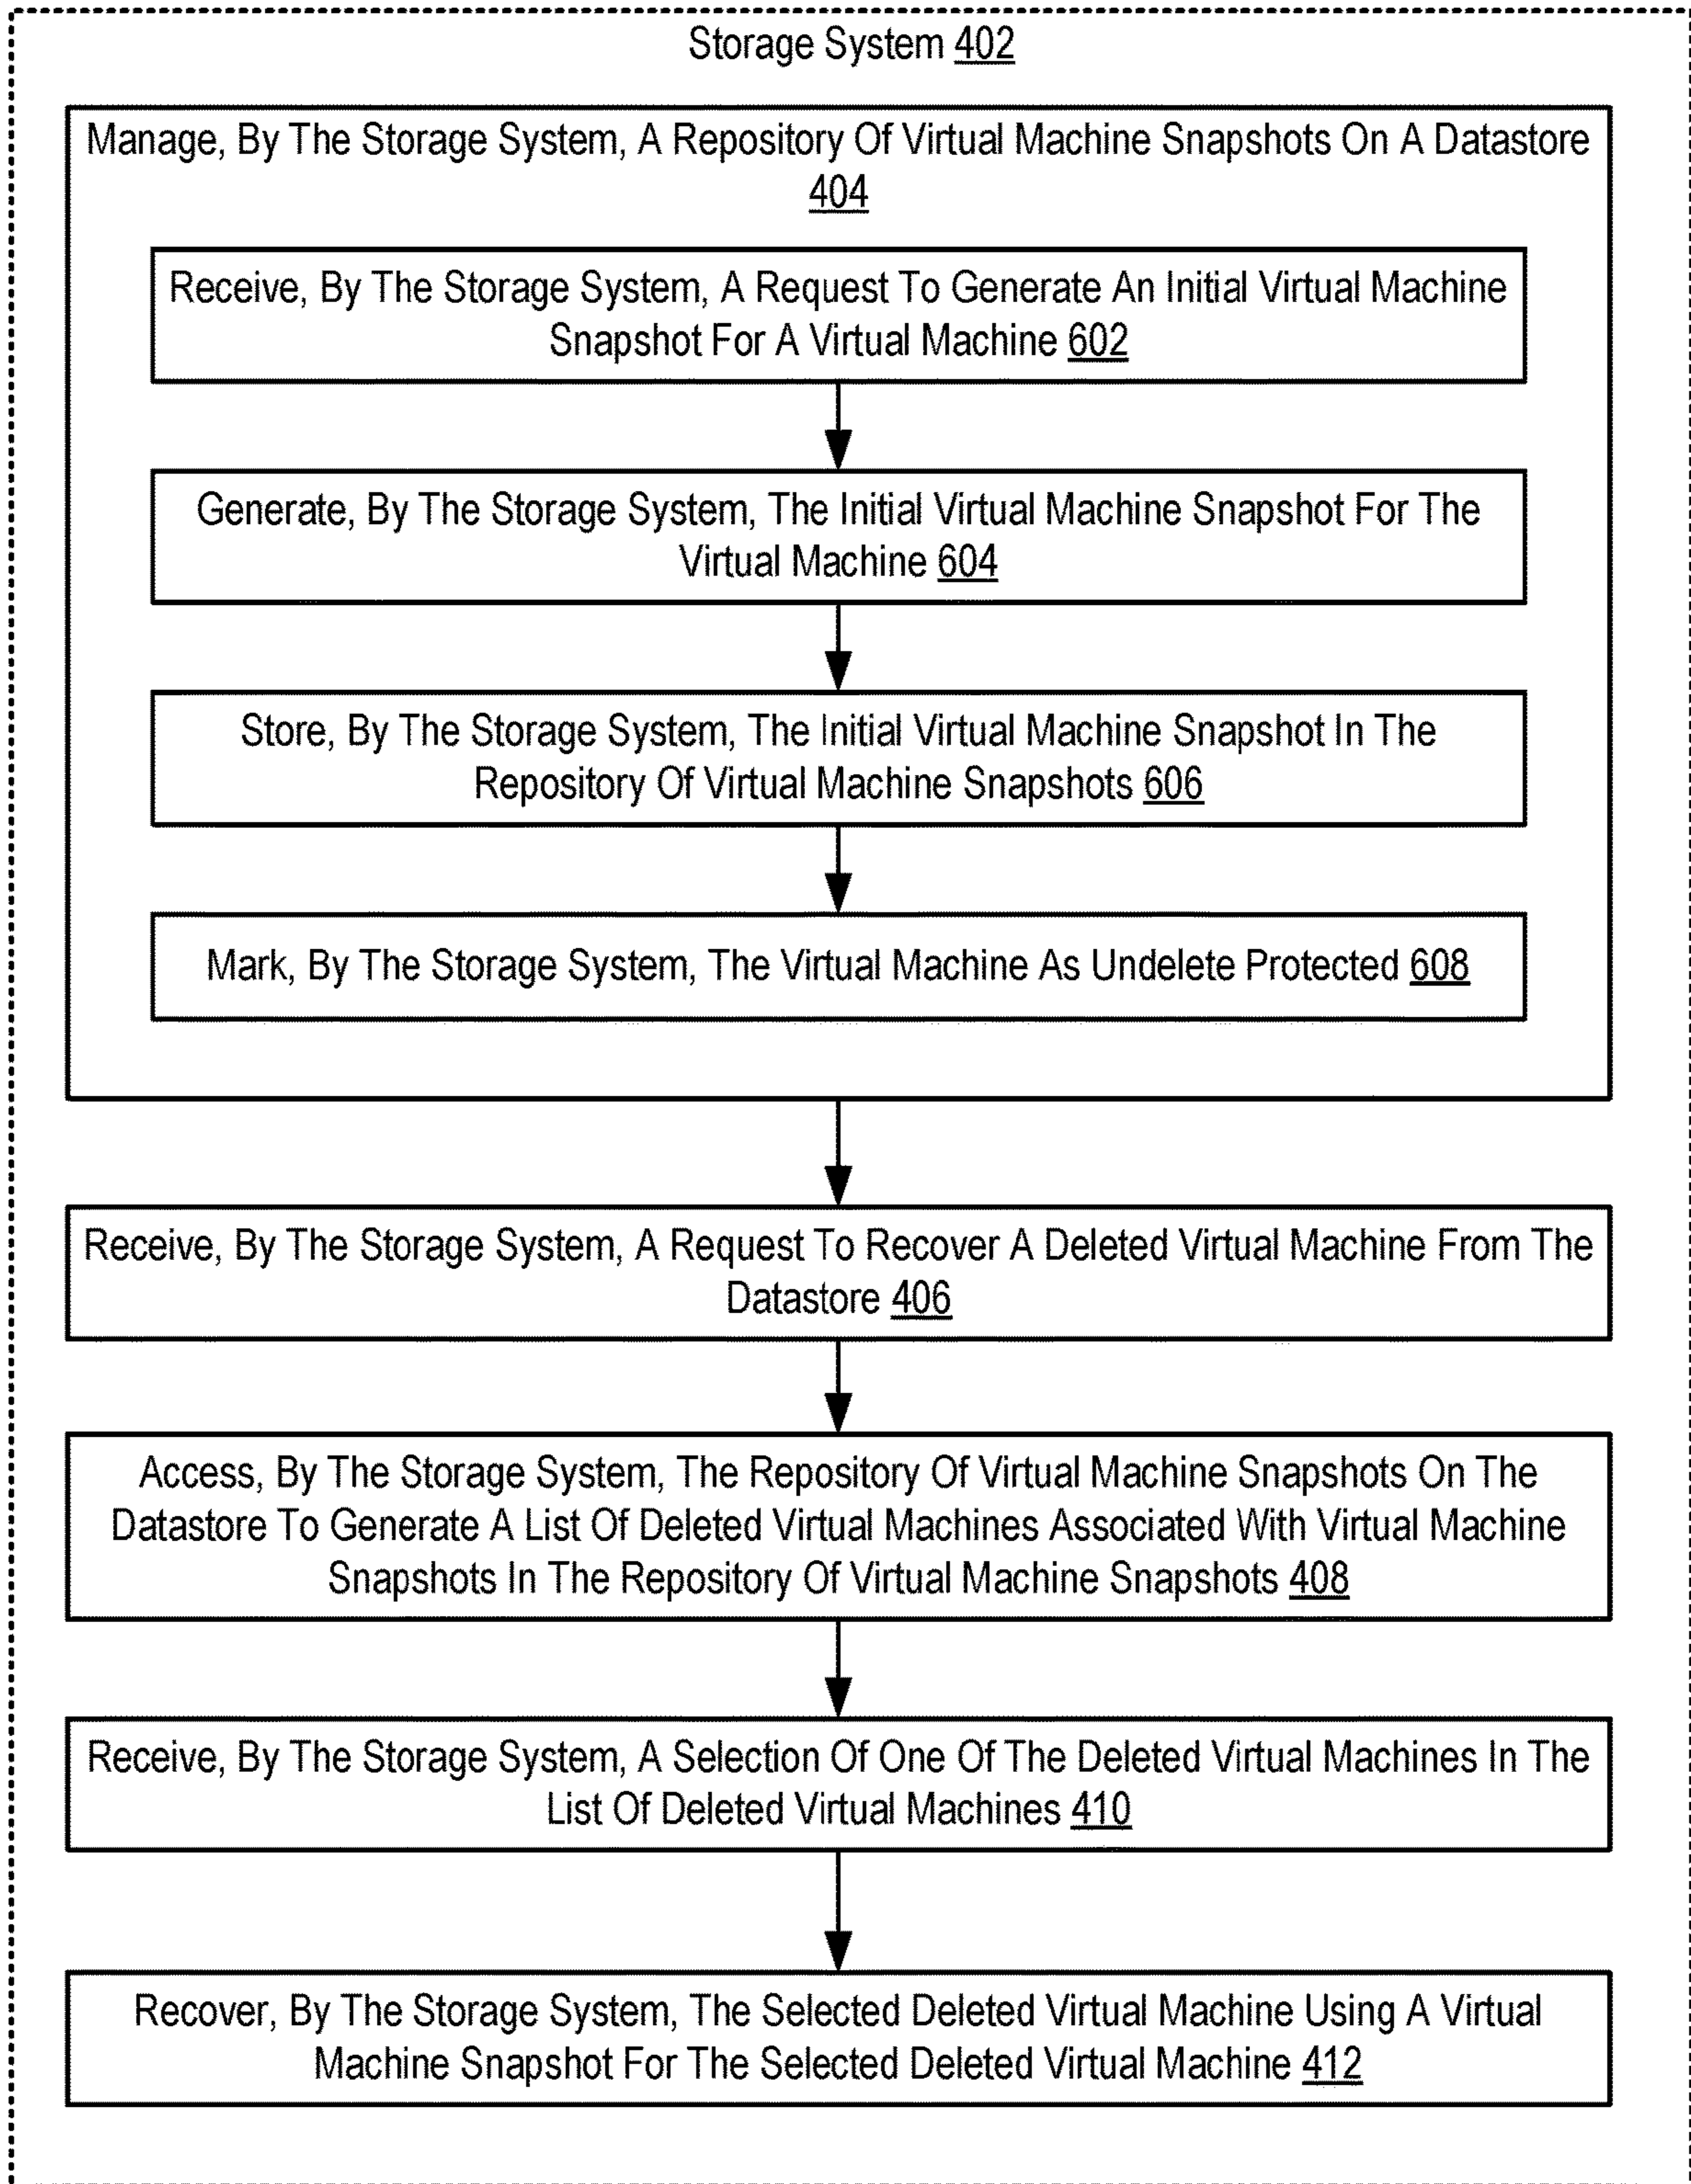 Storage System 402
Manage, By The Storage System, A Repository Of Virtual Machine Snapshots On A Datastore
404
Receive, By The Storage System, A Request To Generate An Initial Virtual Machine
Snapshot For A Virtual Machine 602
Generate, By The Storage System, The Initial Virtual Machine Snapshot For The
Virtual Machine 604
Store, By The Storage System, The Initial Virtual Machine Snapshot In The
Repository Of Virtual Machine Snapshots 606
Mark, By The Storage System, The Virtual Machine As Undelete Protected 608
Receive, By The Storage System, A Request To Recover A Deleted Virtual Machine From The
Datastore 406
Access, By The Storage System, The Repository Of Virtual Machine Snapshots On The
Datastore To Generate A List Of Deleted Virtual Machines Associated With Virtual Machine
Snapshots In The Repository Of Virtual Machine Snapshots 408
Receive, By The Storage System, A Selection Of One Of The Deleted Virtual Machines In The
List Of Deleted Virtual Machines 410
Recover, By The Storage System, The Selected Deleted Virtual Machine Using A Virtual
Machine Snapshot For The Selected Deleted Virtual Machine 412